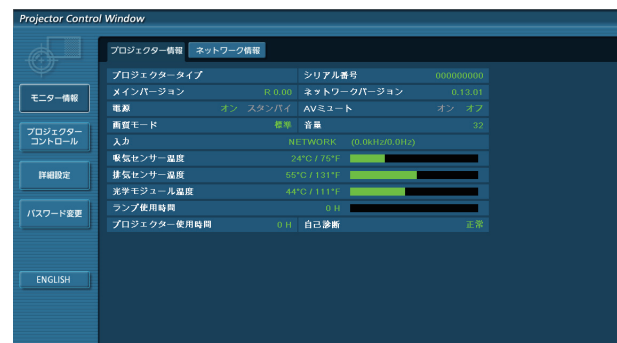 Projector Control Window
プロジェクター情報 ネットワーク情報
プロジェクタータイプ シリアル番号 000000000
メインバージョン R 0.00 ネットワークバージョン 0.13.01
電源 オン スタンバイ AVミュート オン オフ
画質モード 標準 音量 32
入力 NETWORK (0.0kHz/0.0Hz)
吸気センサー温度 24°C / 75°F
排気センサー温度 55°C / 131°F
光学モジュール温度 44°C / 111°F
ランプ使用時間 0 H
プロジェクター使用時間 0 H 自己診断 正常
モニター情報
プロジェクター
コントロール
詳細設定
パスワード変更
ENGLISH